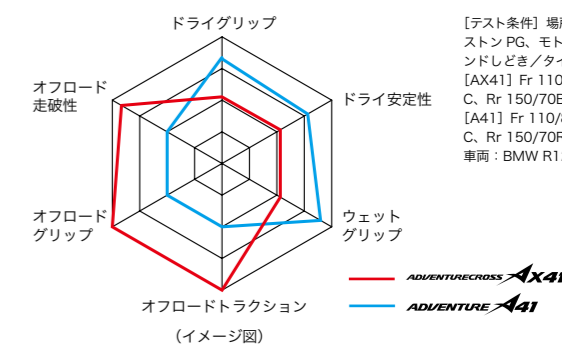 ドライグリップ
オフロード
走破性
ドライ安定性
オフロード
グリップ
ウェット
グリップ
オフロードトラクション
（イメージ図）
ADVENTURECROSS AX41
ADVENTURE A41
[テスト条件]
ストン PG、モト
ンドしどき／タイ
[AX41] Fr 110
C、Rr 150/70B
[A41] Fr 110/8
C、Rr 150/70R
車両：BMW R12